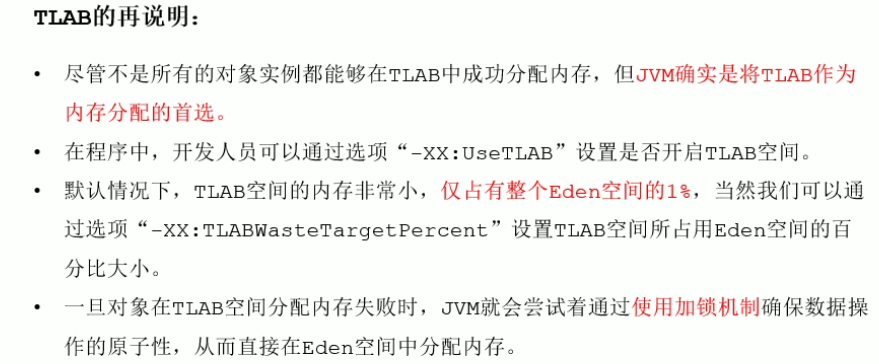 TLAB的再说明：
• 尽管不是所有的对象实例都能够在TLAB中成功分配内存，但JVM确实是将TLAB作为
内存分配的首选。
• 在程序中，开发人员可以通过选项“-XX:UseTLAB”设置是否开启TLAB空间。
• 默认情况下，TLAB空间的内存非常小，仅占有整个Eden空间的1%，当然我们可以通
过选项“-XX:TLABWasteTargetPercent”设置TLAB空间所占用Eden空间的百
分比大小。
• 一旦对象在TLAB空间分配内存失败时，JVM就会尝试着通过使用加锁机制确保数据操
作的原子性，从而直接在Eden空间中分配内存。